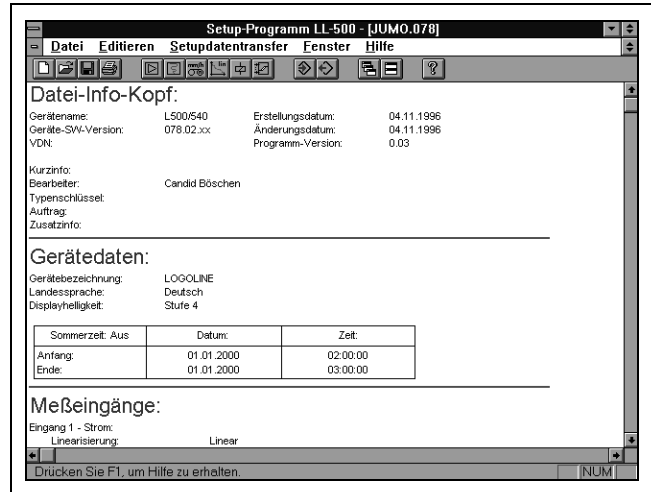 Setup-Programm LL-500 - [JUMO.078]
Datei Editieren Setupdatentransfer Fenster Hilfe
Datei-Info-Kopf:
Gerätename: L500/540 Erstellungsdatum: 04.11.1996
Geräte-SW-Version: 078.02.xx Änderungsdatum: 04.11.1996
VDN: Programm-Version: 0.03
Kurzinfo:
Bearbeiter: Candid Böschen
Typenschlüssel:
Auftrag:
Zusatzinfo:
Gerätedaten:
Gerätebezeichnung: LOGOLINE
Landessprache: Deutsch
Displayhelligkeit: Stufe 4
Sommerzeit: Aus Datum: Zeit:
Anfang: 01.01.2000 02:00:00
Ende: 01.01.2000 03:00:00
Meßeingänge:
Eingang 1 - Strom:
Linearisierung: Linear
Drücken Sie F1, um Hilfe zu erhalten. NUM